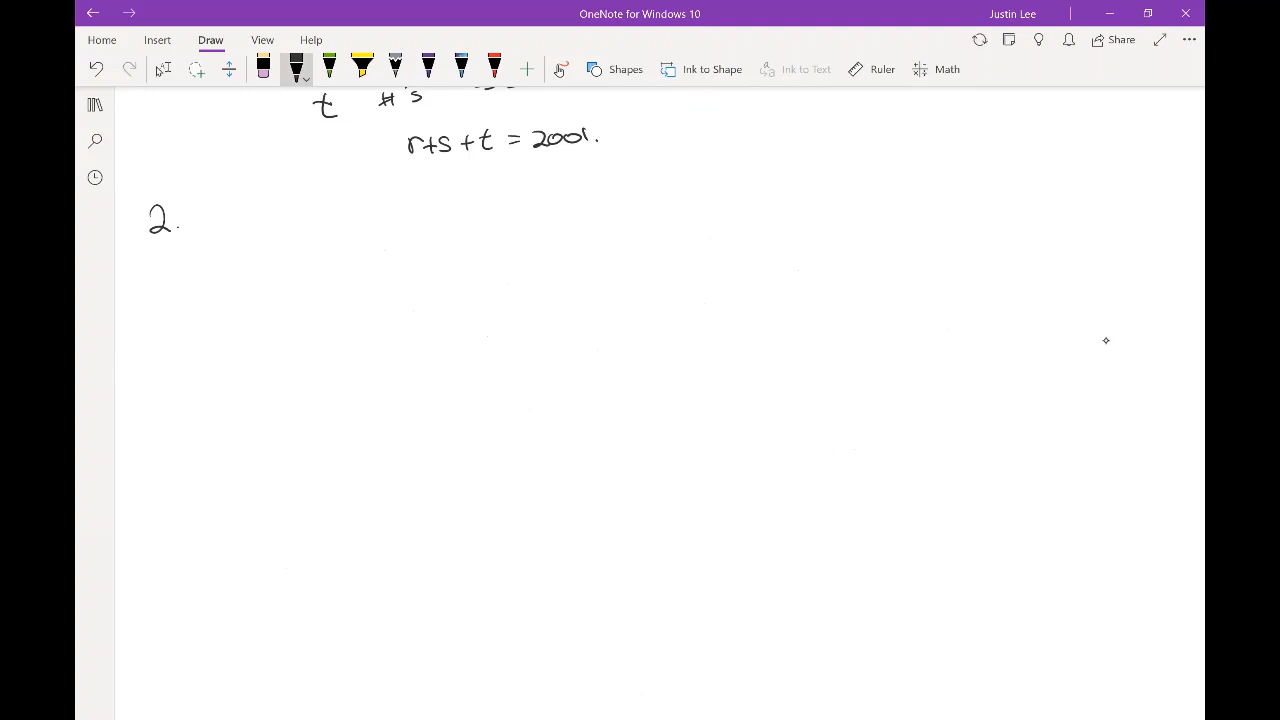 OneNote for Windows 10
Justin Lee
Home Insert Draw View Help
Share
Shapes Ink to Shape Ink to Text Ruler Math
t #'s
r+s+t = 2001.
2.